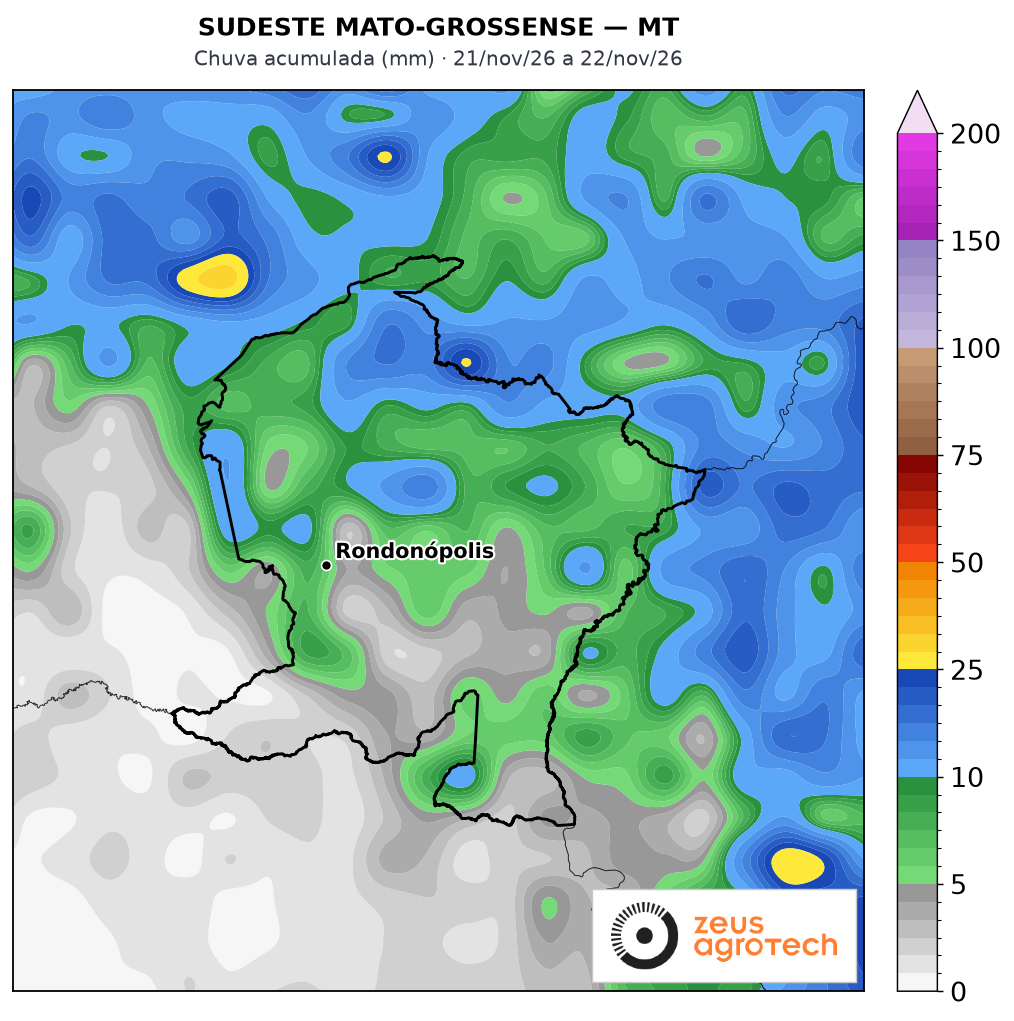 SUDESTE MATO-GROSSENSE — MT
Chuva acumulada (mm) · 21/nov/26 a 22/nov/26
200
150
100
75
50
25
10
5
0
Rondonópolis
zeus
agrotech